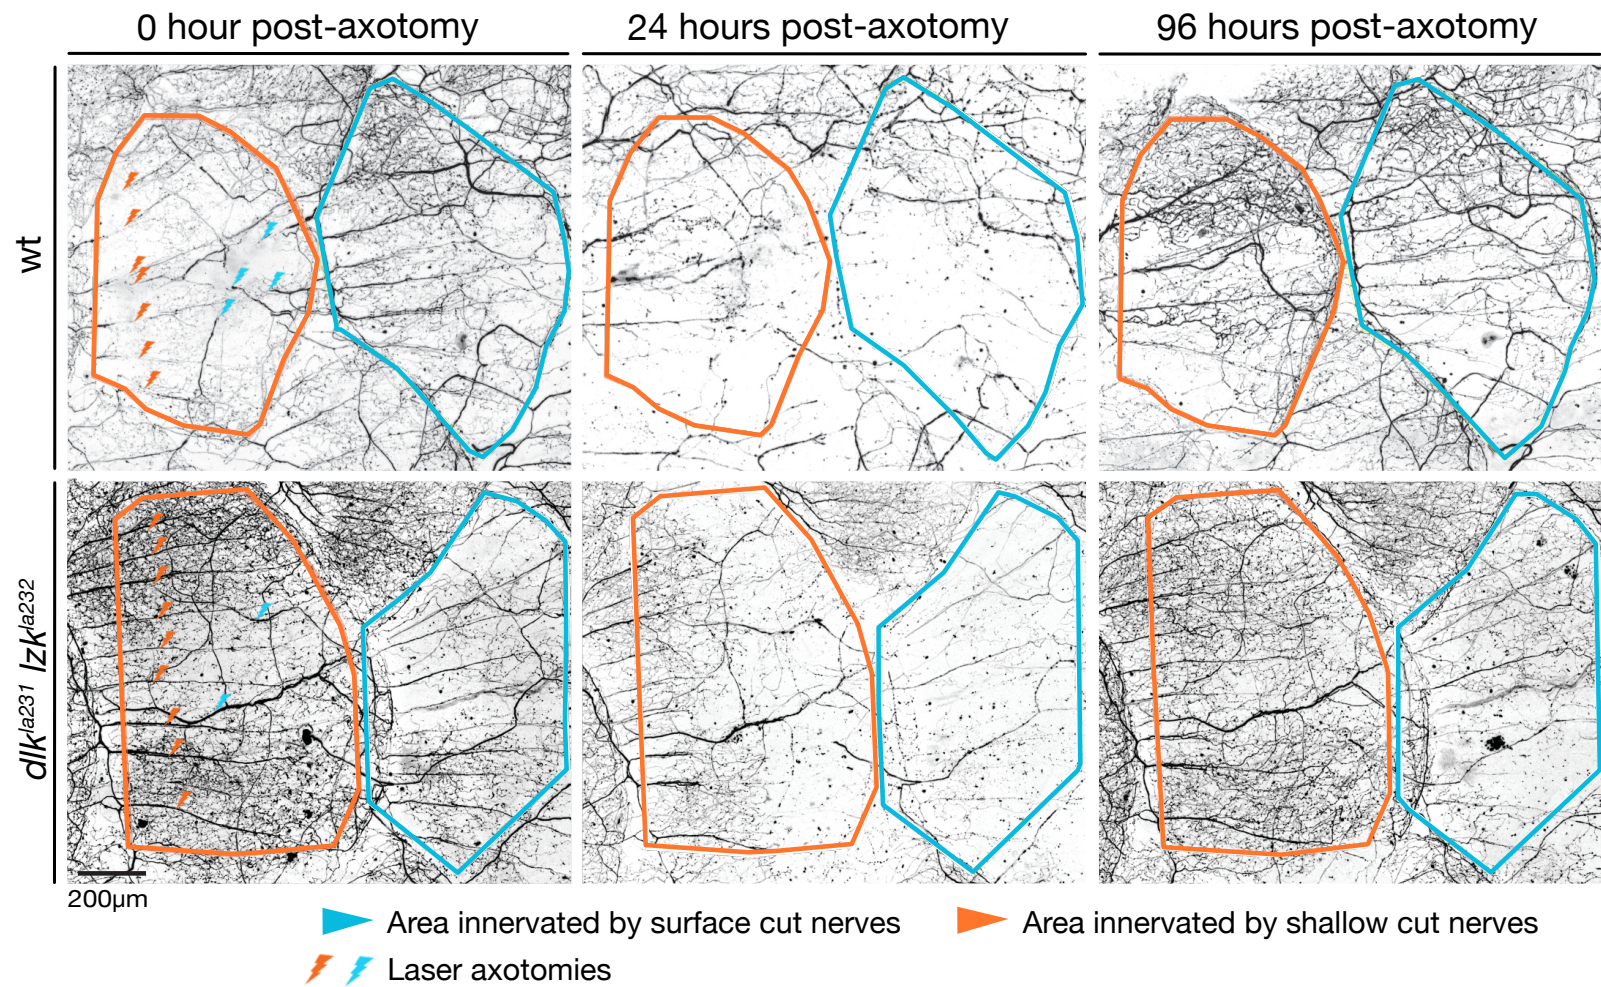 0 hour post-axotomy
24 hours post-axotomy
96 hours post-axotomy
wt
dlk^la231 lzk^la232
200μm
Area innervated by surface cut nerves
Area innervated by shallow cut nerves
Laser axotomies